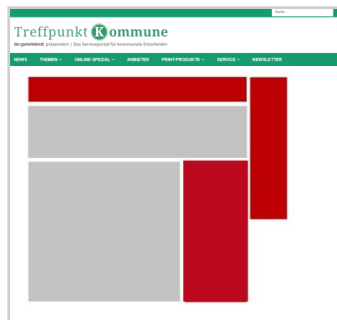 Suche ...
Treffpunkt Kommune
der gemeinderat präsentiert | Das Serviceportal für kommunale Entscheider
NEWS THEMEN ONLINE-SPEZIAL ANBIETER PRINT-PRODUKTE SERVICE NEWSLETTER